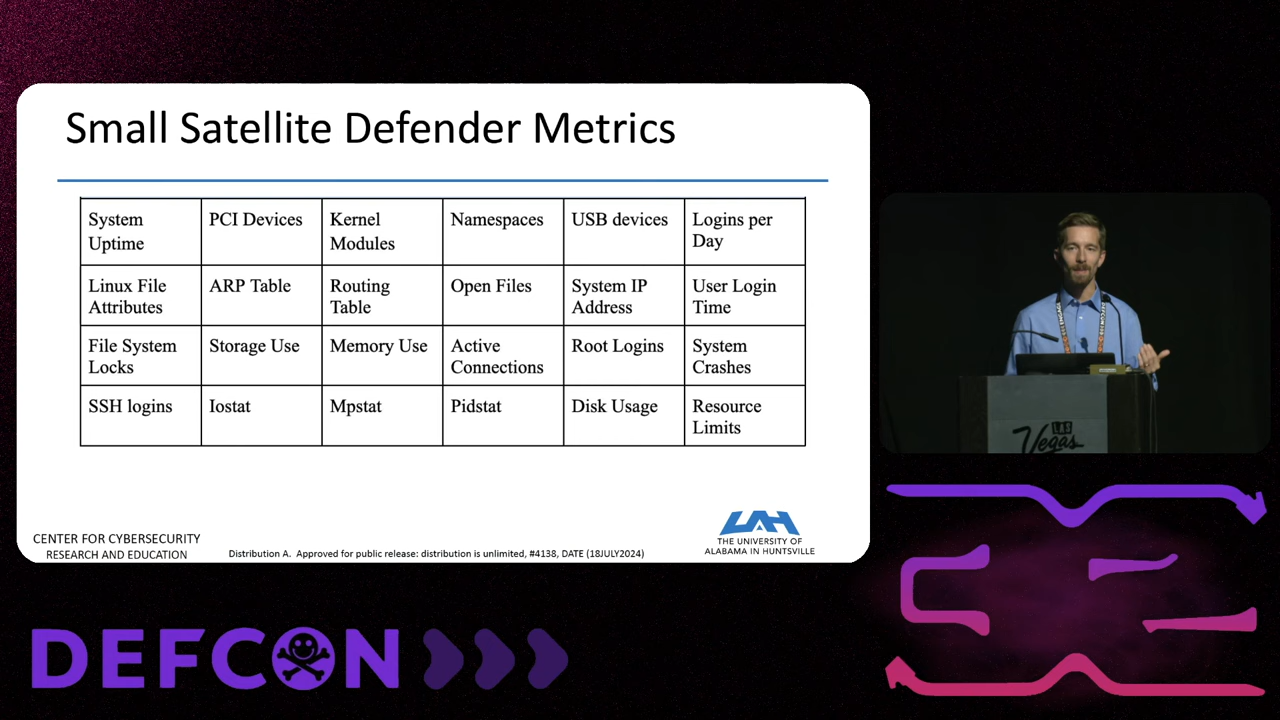 Small Satellite Defender Metrics
System
Uptime
PCI Devices
Kernel
Modules
Namespaces
USB devices
Logins per
Day
Linux File
Attributes
ARP Table
Routing
Table
Open Files
System IP
Address
User Login
Time
File System
Locks
Storage Use
Memory Use
Active
Connections
Root Logins
System
Crashes
SSH logins
Iostat
Mpstat
Pidstat
Disk Usage
Resource
Limits
CENTER FOR CYBERSECURITY
RESEARCH AND EDUCATION
Distribution A. Approved for public release: distribution is unlimited, #4138, DATE (18JULY2024)
UAH
THE UNIVERSITY OF
ALABAMA IN HUNTSVILLE
LAS
Vegas
DEFCON